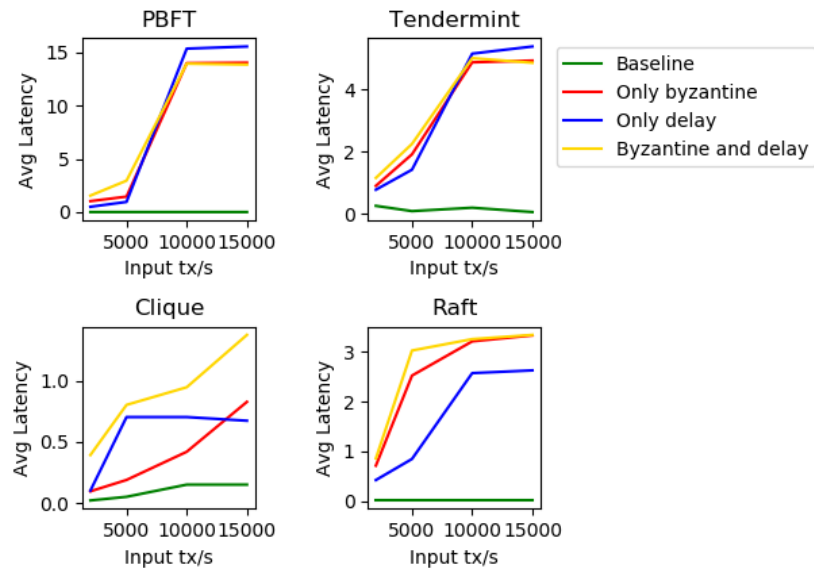 PBFT
Avg Latency
15
10
5
0
5000 10000 15000
Input tx/s
Tendermint
Avg Latency
4
2
0
5000 10000 15000
Input tx/s
Baseline
Only byzantine
Only delay
Byzantine and delay
Clique
Avg Latency
1.0
0.5
0.0
5000 10000 15000
Input tx/s
Raft
Avg Latency
3
2
1
0
5000 10000 15000
Input tx/s